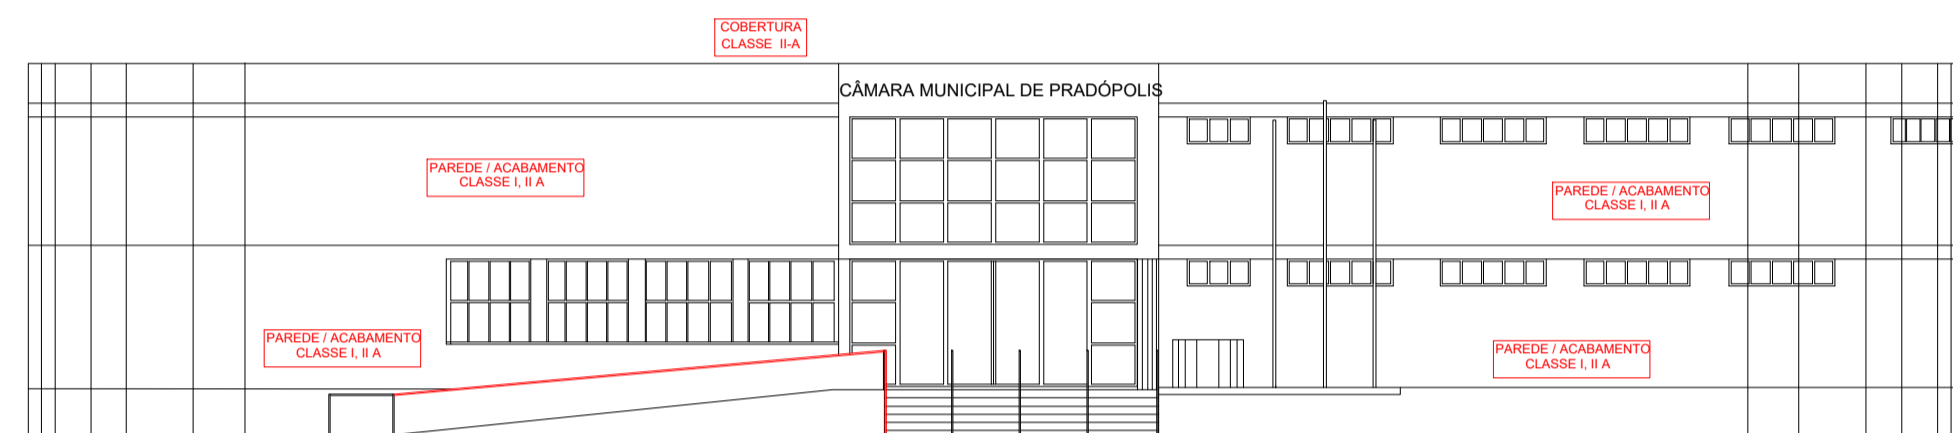 COBERTURA
CLASSE II-A
CÂMARA MUNICIPAL DE PRADÓPOLIS
PAREDE / ACABAMENTO
CLASSE I, II A
PAREDE / ACABAMENTO
CLASSE I, II A
PAREDE / ACABAMENTO
CLASSE I, II A
PAREDE / ACABAMENTO
CLASSE I, II A